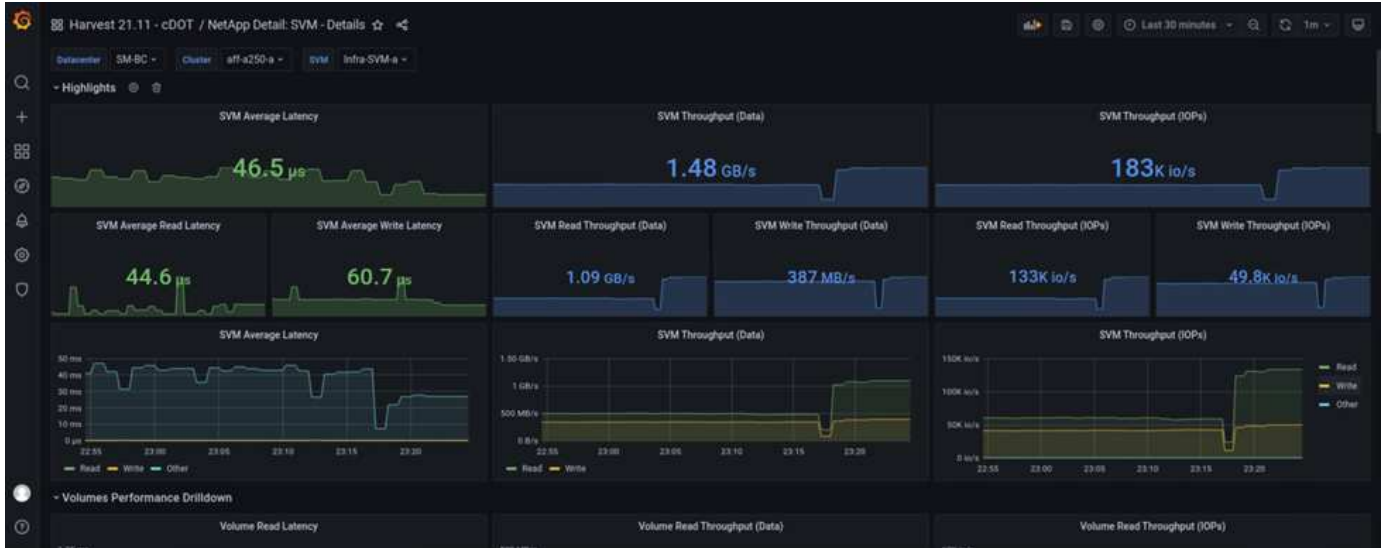 Harvest 21.11 - cDOT / NetApp Detail: SVM - Details
Last 30 minutes
1m
Datacenter SM-BC Cluster aff-a250-a SVM Infra-SVM-a
Highlights
SVM Average Latency
46.5 µs
SVM Throughput (Data)
1.48 GB/s
SVM Throughput (IOPs)
183K io/s
SVM Average Read Latency
44.6 µs
SVM Average Write Latency
60.7 µs
SVM Read Throughput (Data)
1.09 GB/s
SVM Write Throughput (Data)
387 MB/s
SVM Read Throughput (IOPs)
133K io/s
SVM Write Throughput (IOPs)
49.8K io/s
SVM Average Latency
50 ms
40 ms
30 ms
20 ms
10 ms
0 µs
22:55 23:00 23:05 23:10 23:15 23:20
Read Write Other
SVM Throughput (Data)
1.50 GB/s
1 GB/s
500 MB/s
0 B/s
22:55 23:00 23:05 23:10 23:15 23:20
Read Write
SVM Throughput (IOPs)
150K io/s
100K io/s
50K io/s
0 io/s
22:55 23:00 23:05 23:10 23:15 23:20
Read
Write
Other
Volumes Performance Drilldown
Volume Read Latency
Volume Read Throughput (Data)
Volume Read Throughput (IOPs)